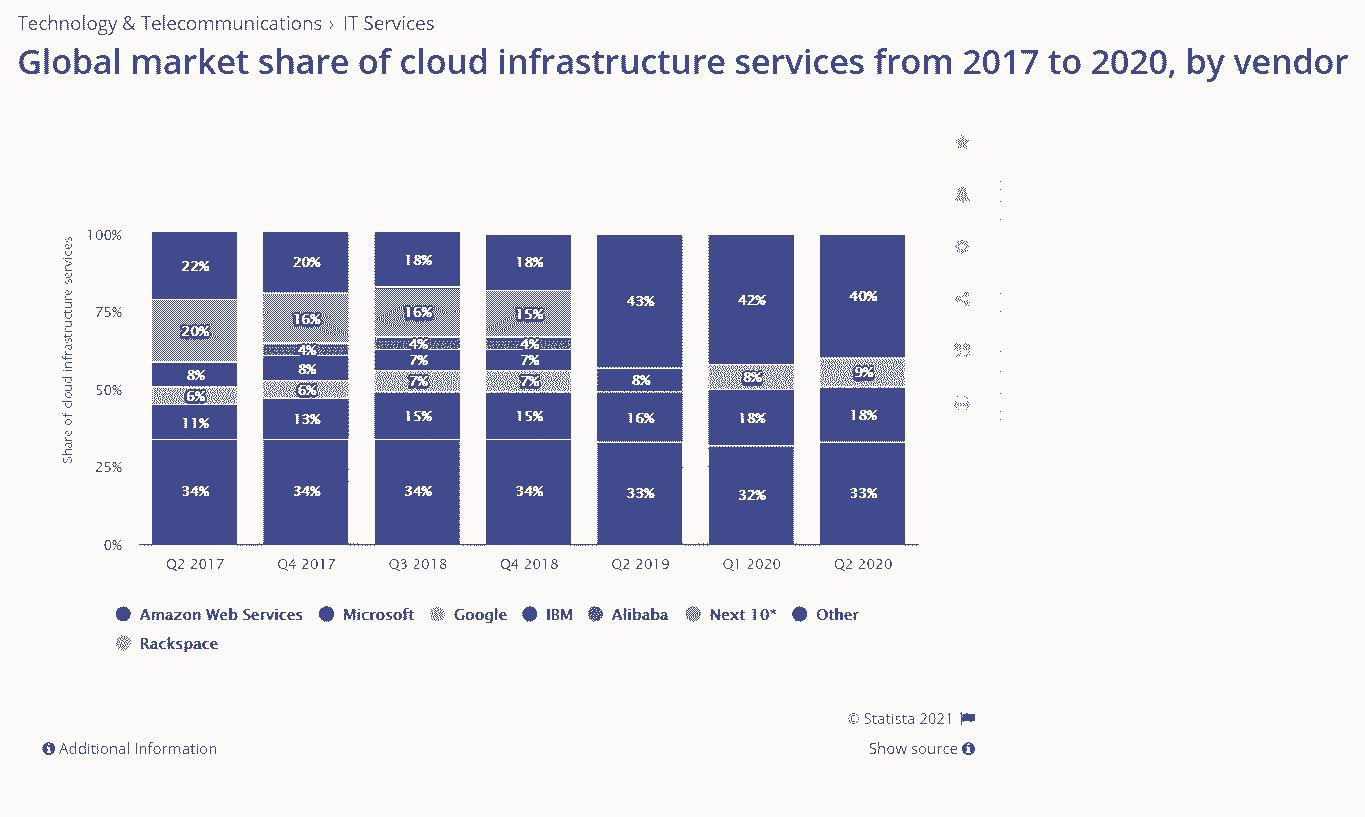 Technology & Telecommunications › IT Services
Global market share of cloud infrastructure services from 2017 to 2020, by vendor
Share of cloud infrastructure services
100%
75%
50%
25%
0%
22% 20% 18% 18% 43% 42% 40%
20% 16% 16% 15%
4% 4% 4%
8% 8% 7% 7% 8%
6% 6% 7% 7% 8% 9%
11% 13% 15% 15% 16% 18% 18%
34% 34% 34% 34% 33% 32% 33%
Q2 2017 Q4 2017 Q3 2018 Q4 2018 Q2 2019 Q1 2020 Q2 2020
Amazon Web Services Microsoft Google IBM Alibaba Next 10* Other
Rackspace
© Statista 2021
Additional Information
Show source